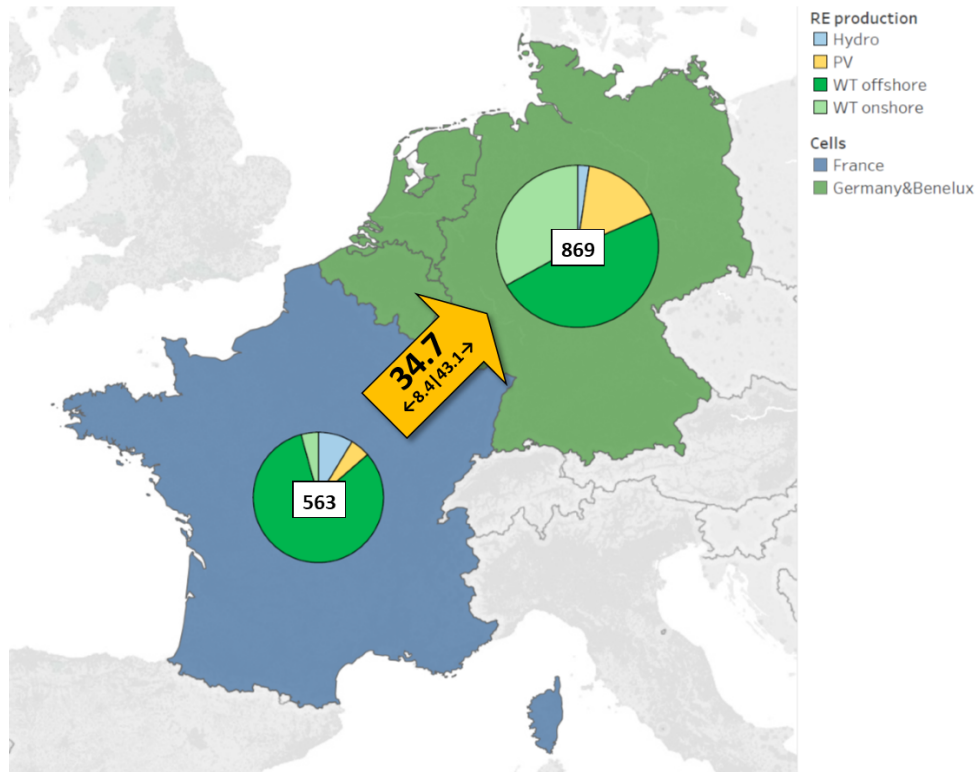 RE production
Hydro
PV
WT offshore
WT onshore
Cells
France
Germany&Benelux
869
34.7
←8.4|43.1→
563